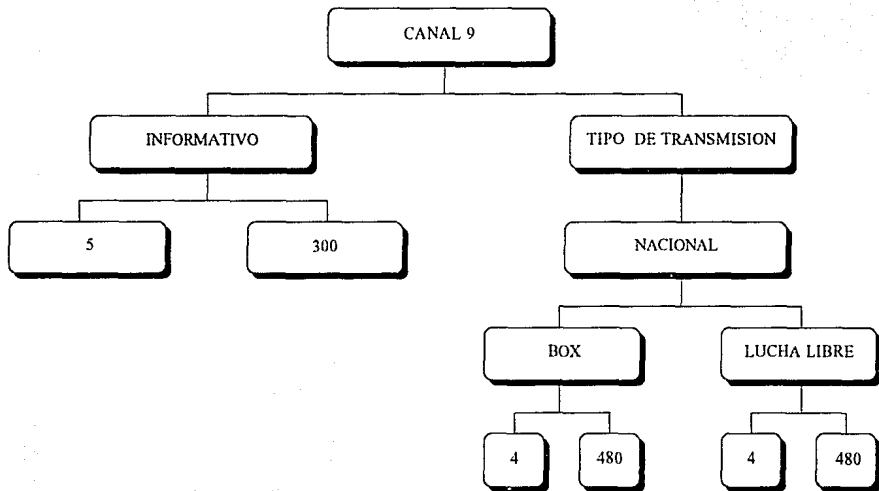 CANAL 9
INFORMATIVO
TIPO DE TRANSMISION
5
300
NACIONAL
BOX
LUCHA LIBRE
4
480
4
480